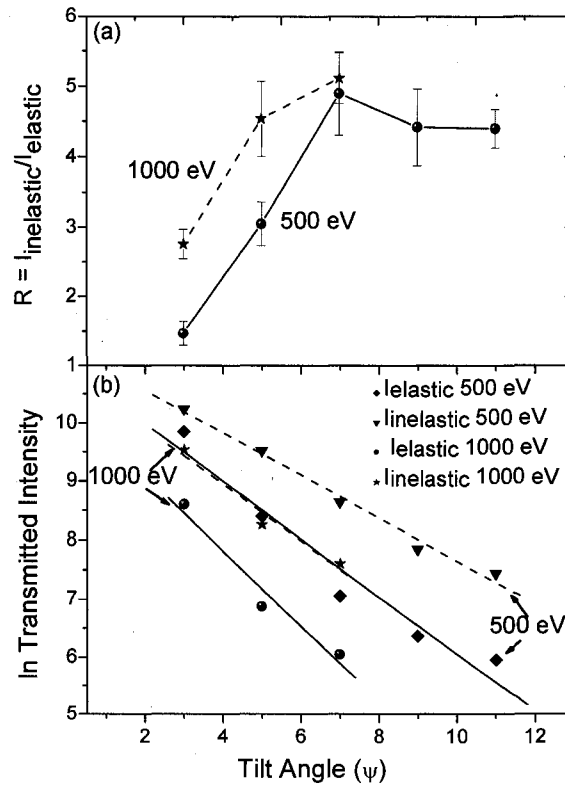 (a)
6
5
4
3
2
1
R = Iinelastic/Ielastic
1000 eV
500 eV
(b)
Ielastic 500 eV
Iinelastic 500 eV
Ielastic 1000 eV
Iinelastic 1000 eV
10
9
8
7
6
5
ln Transmitted Intensity
1000 eV
500 eV
2 4 6 8 10 12
Tilt Angle (ψ)